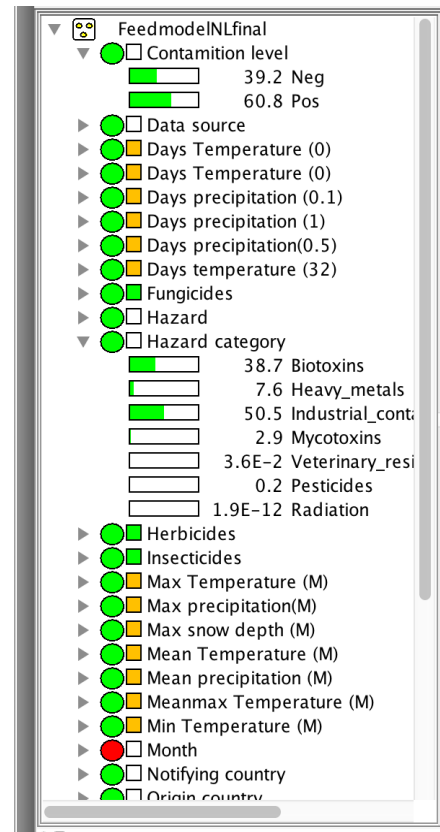 FeedmodelNLfinal
Contamition level
39.2 Neg
60.8 Pos
Data source
Days Temperature (0)
Days Temperature (0)
Days precipitation (0.1)
Days precipitation (1)
Days precipitation(0.5)
Days temperature (32)
Fungicides
Hazard
Hazard category
38.7 Biotoxins
7.6 Heavy_metals
50.5 Industrial_conta
2.9 Mycotoxins
3.6E-2 Veterinary_resi
0.2 Pesticides
1.9E-12 Radiation
Herbicides
Insecticides
Max Temperature (M)
Max precipitation(M)
Max snow depth (M)
Mean Temperature (M)
Mean precipitation (M)
Meanmax Temperature (M)
Min Temperature (M)
Month
Notifying country
Origin country